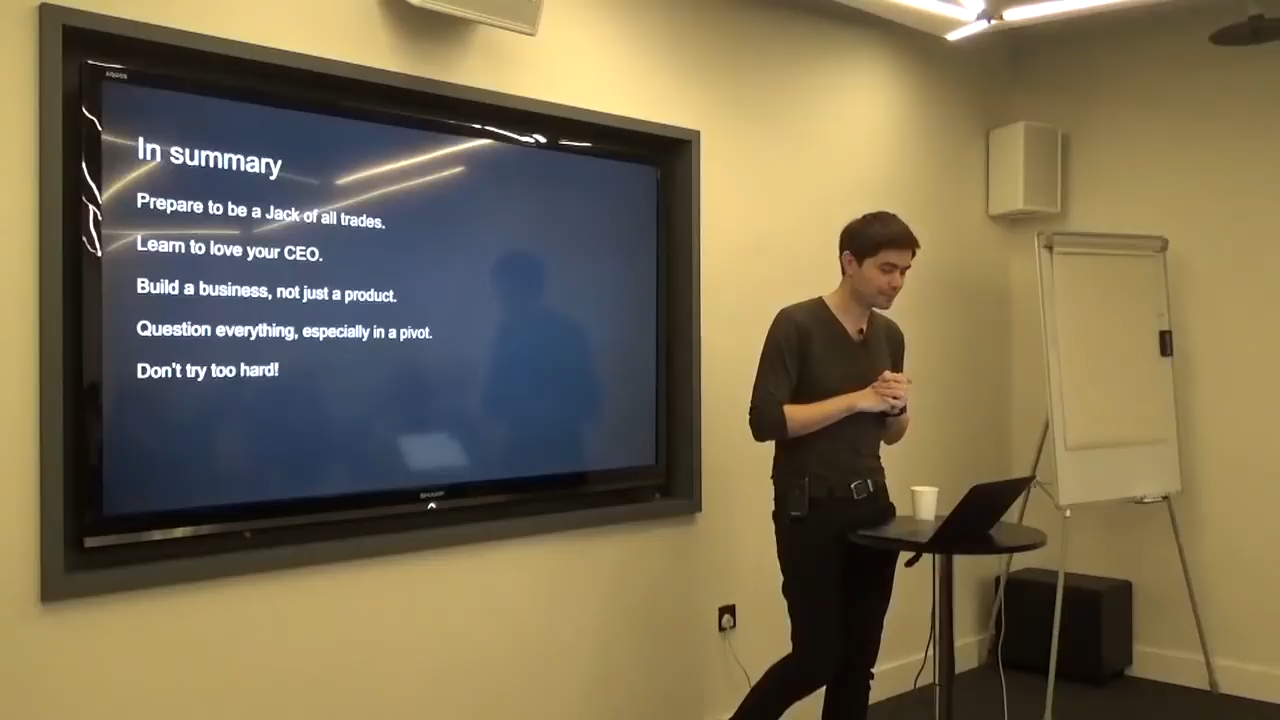 AQUOS
In summary
Prepare to be a Jack of all trades.
Learn to love your CEO.
Build a business, not just a product.
Question everything, especially in a pivot.
Don't try too hard!
SHARP